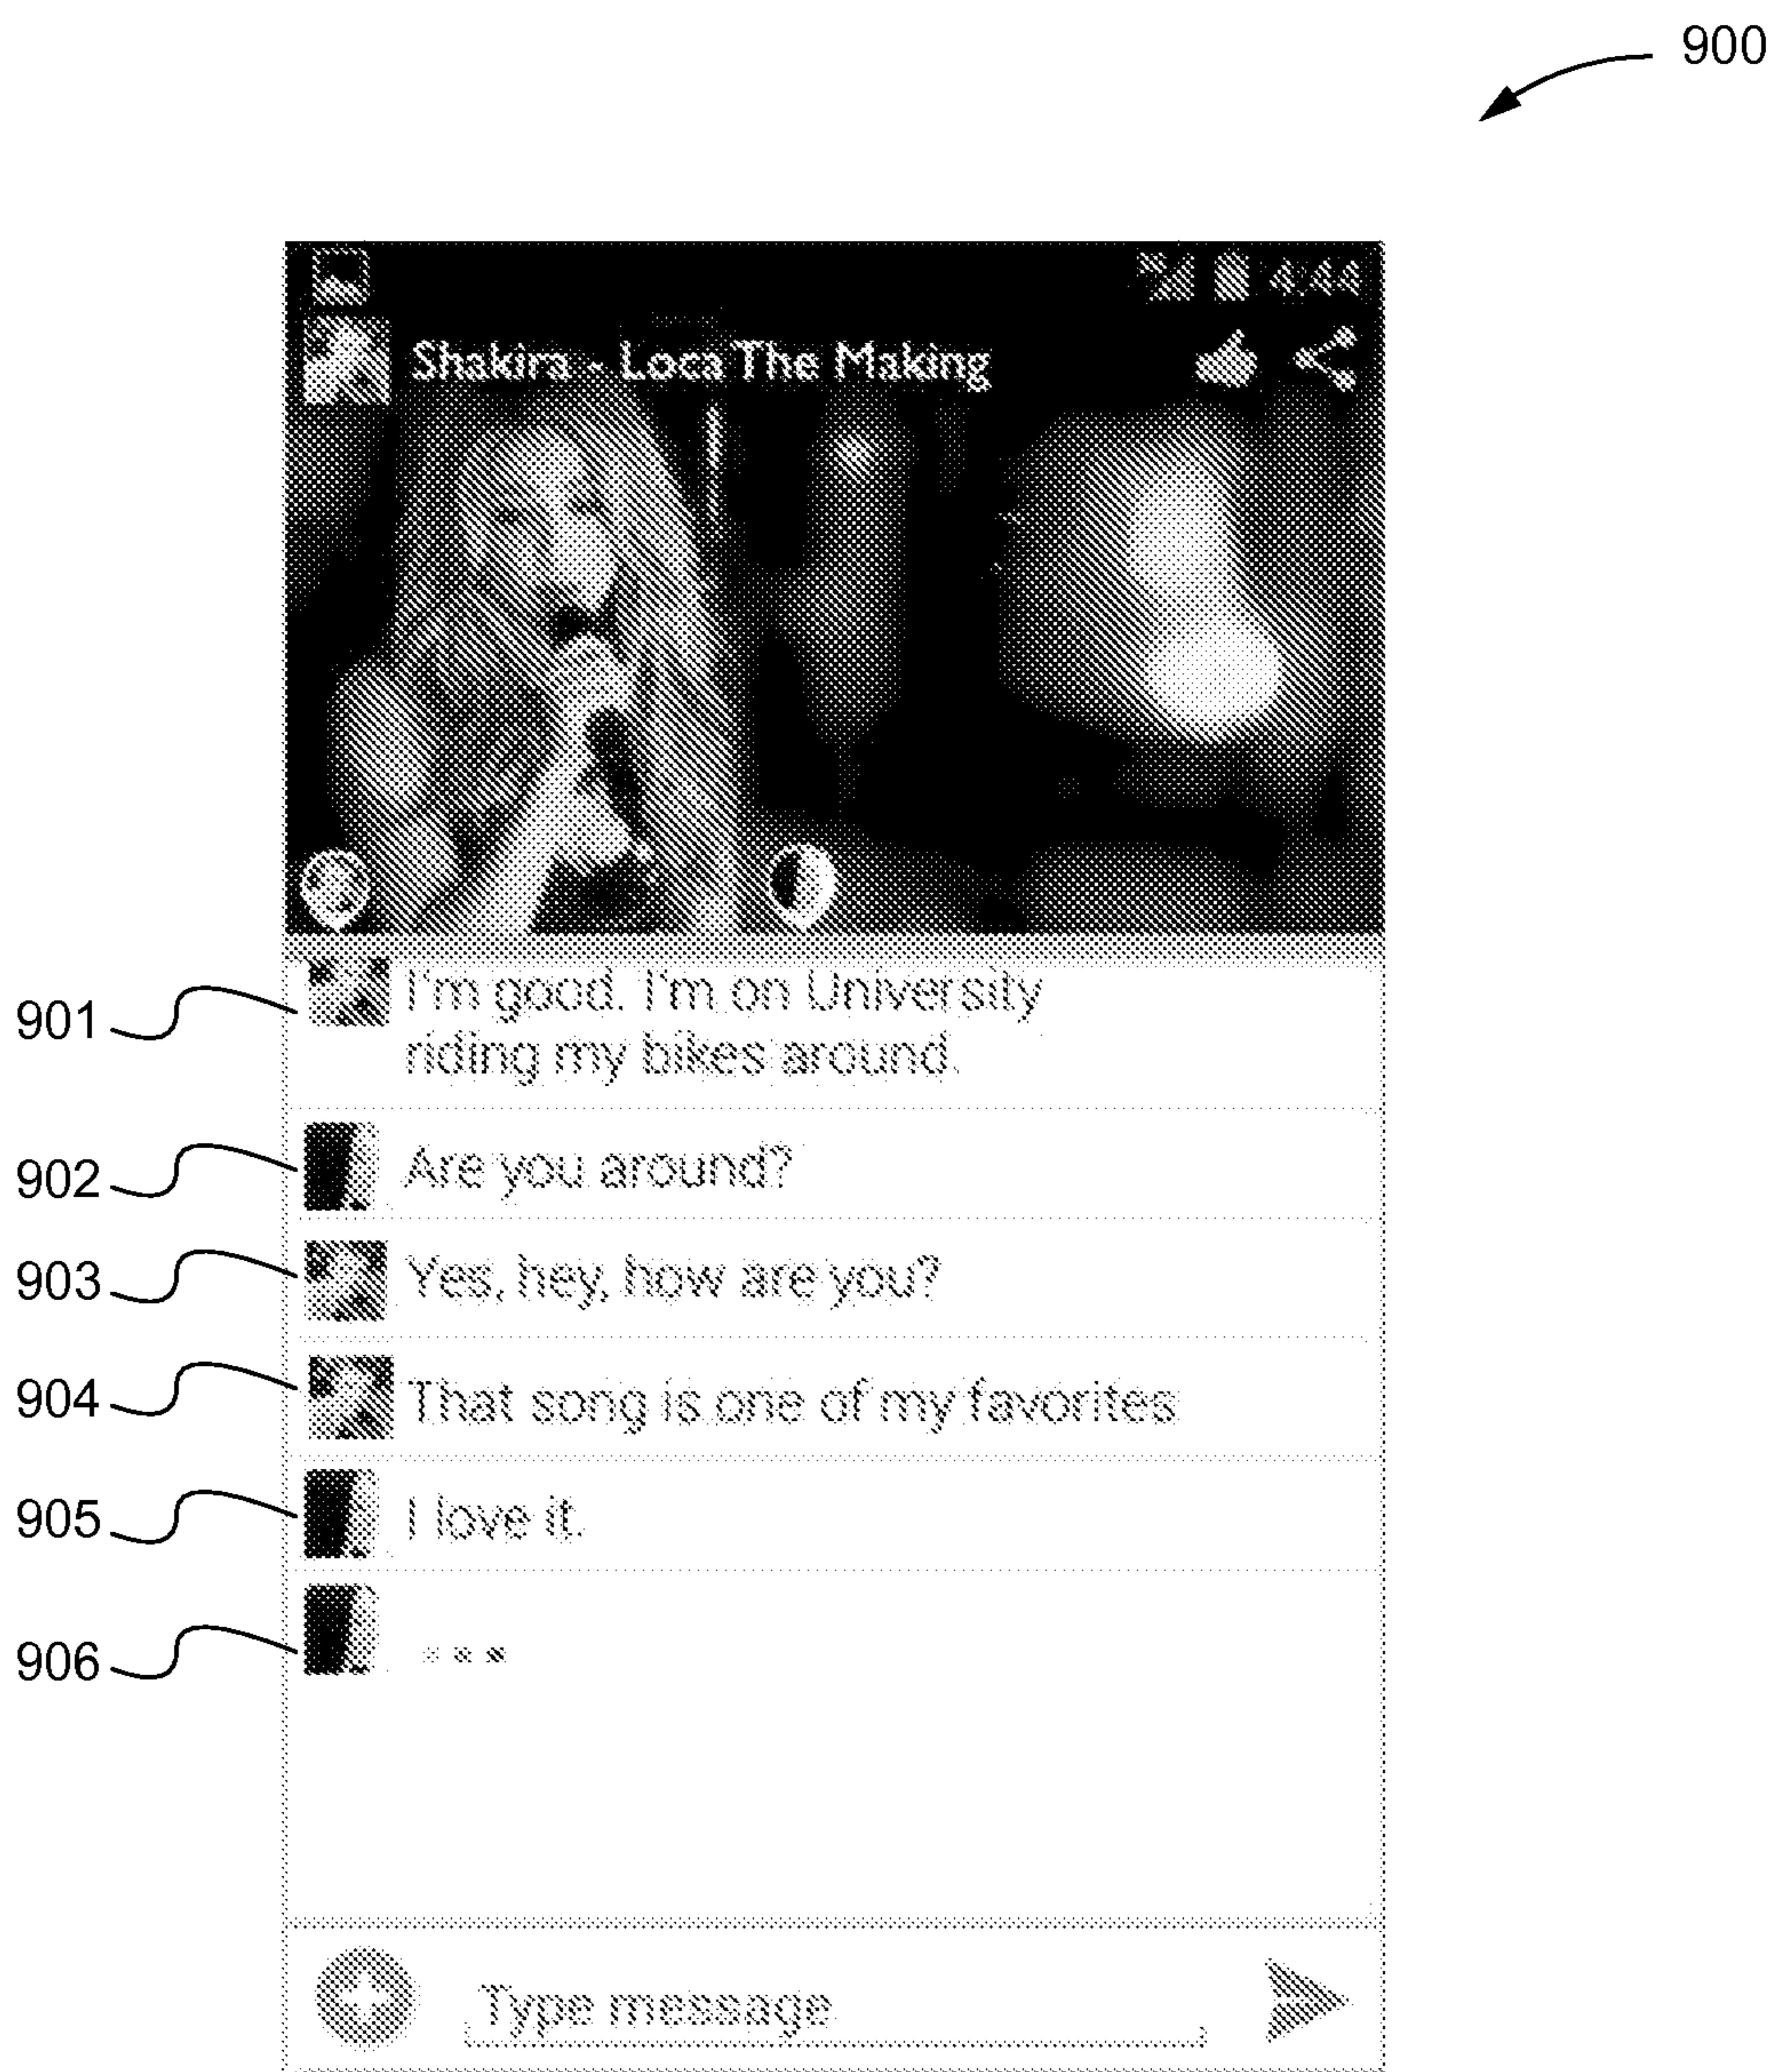 900
4:44
Shakira - Loca The Making
901
I'm good. I'm on University
riding my bikes around.
902
Are you around?
903
Yes, hey, how are you?
904
That song is one of my favorites
905
I love it.
906
...
Type message